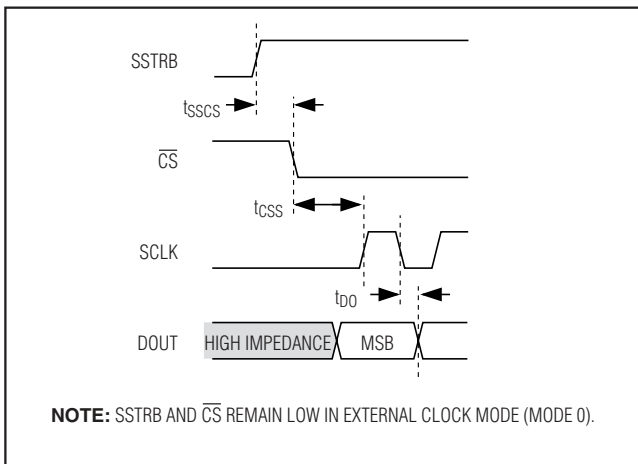 SSTRB
tSSCS
CS
tCSS
SCLK
tDO
DOUT
HIGH IMPEDANCE
MSB
NOTE: SSTRB AND CS REMAIN LOW IN EXTERNAL CLOCK MODE (MODE 0).